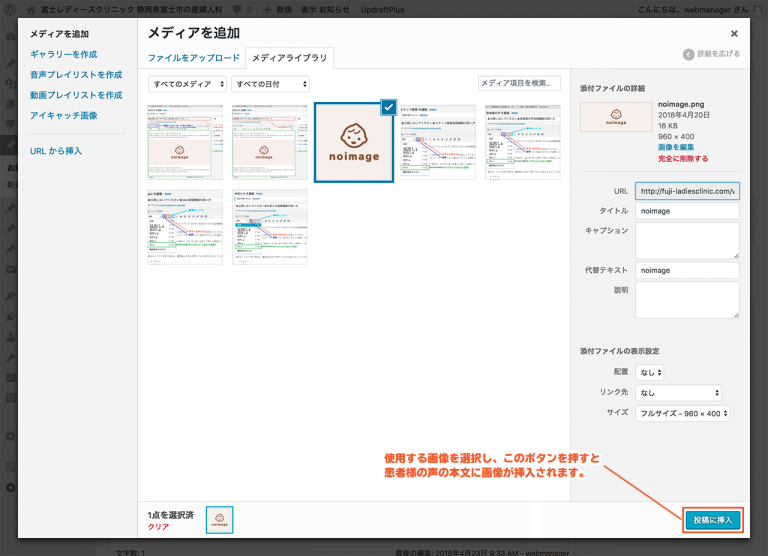 富士レディースクリニック 静岡県富士市の産婦人科
0
新規
表示 お知らせ
UpdraftPlus
こんにちは、webmanager さん
メディアを追加
ギャラリーを作成
音声プレイリストを作成
動画プレイリストを作成
アイキャッチ画像
URL から挿入
メディアを追加
ファイルをアップロード
メディアライブラリ
詳細を広げる
すべてのメディア
すべての日付
メディア項目を検索...
noimage
添付ファイルの詳細
noimage
noimage.png
2018年4月20日
16 KB
960 × 400
画像を編集
完全に削除する
URL
http://fuji-ladiesclinic.com/w
タイトル
noimage
キャプション
代替テキスト
noimage
説明
添付ファイルの表示設定
配置
なし
リンク先
なし
サイズ
フルサイズ – 960 × 400
使用する画像を選択し、このボタンを押すと
患者様の声の本文に画像が挿入されます。
1点を選択済
クリア
投稿に挿入
文字数: 1
最後の編集: 2018年4月23日 9:33 AM - webmanager